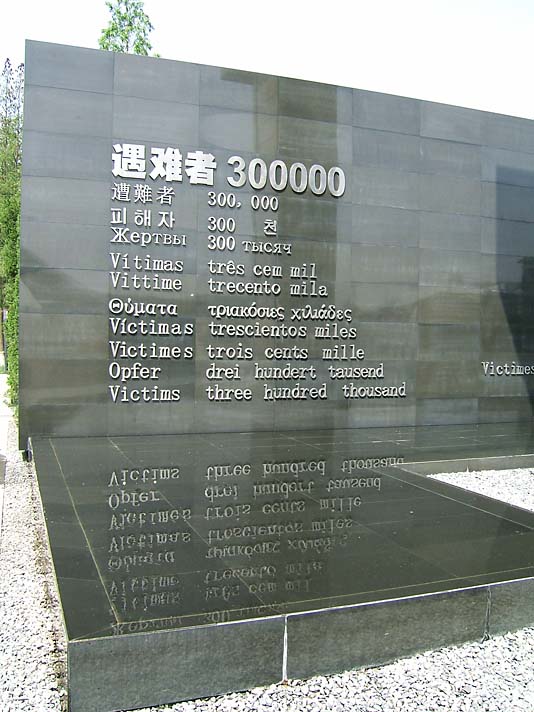 遇难者 300000
遭難者 300,000
피해자 300 천
Жертвы 300 тысяч
Vítimas três cem mil
Vittime trecento mila
Θύματα τριακόσιες χιλιάδες
Víctimas trescientos miles
Victimes trois cents mille
Opfer drei hundert tausend
Victims three hundred thousand
Victimes